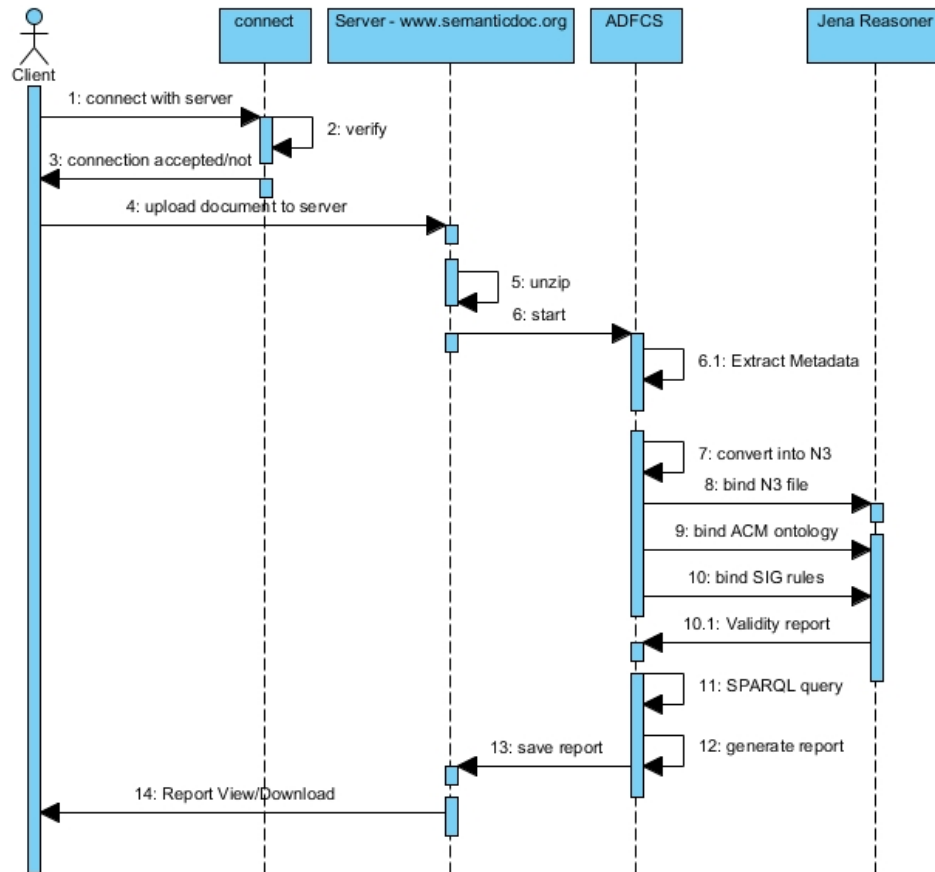 connect
Server - www.semanticdoc.org
ADFCS
Jena Reasoner
Client
1: connect with server
2: verify
3: connection accepted/not
4: upload document to server
5: unzip
6: start
6.1: Extract Metadata
7: convert into N3
8: bind N3 file
9: bind ACM ontology
10: bind SIG rules
10.1: Validity report
11: SPARQL query
12: generate report
13: save report
14: Report View/Download